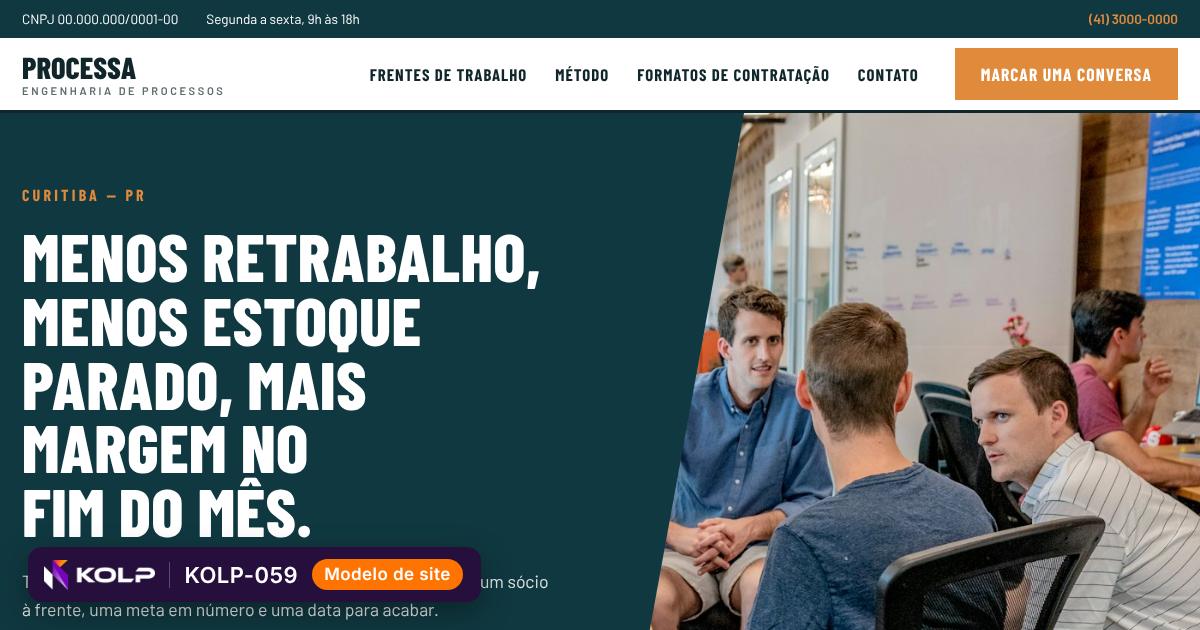 CNPJ 00.000.000/0001-00 Segunda a sexta, 9h às 18h (41) 3000-0000
PROCESSA
ENGENHARIA DE PROCESSOS
FRENTES DE TRABALHO MÉTODO FORMATOS DE CONTRATAÇÃO CONTATO MARCAR UMA CONVERSA
CURITIBA — PR
MENOS RETRABALHO,
MENOS ESTOQUE
PARADO, MAIS
MARGEM NO
FIM DO MÊS.
KOLP KOLP-059 Modelo de site
um sócio
à frente, uma meta em número e uma data para acabar.